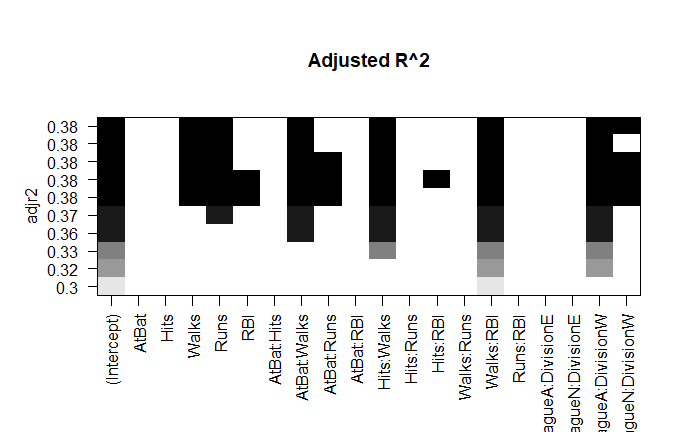 Adjusted R^2
adjr2
0.38
0.38
0.38
0.38
0.38
0.37
0.36
0.33
0.32
0.3
(Intercept)
AtBat
Hits
Walks
Runs
RBI
AtBat:Hits
AtBat:Walks
AtBat:Runs
AtBat:RBI
Hits:Walks
Hits:Runs
Hits:RBI
Walks:Runs
Walks:RBI
Runs:RBI
agueA:DivisionE
agueN:DivisionE
agueA:DivisionW
agueN:DivisionW